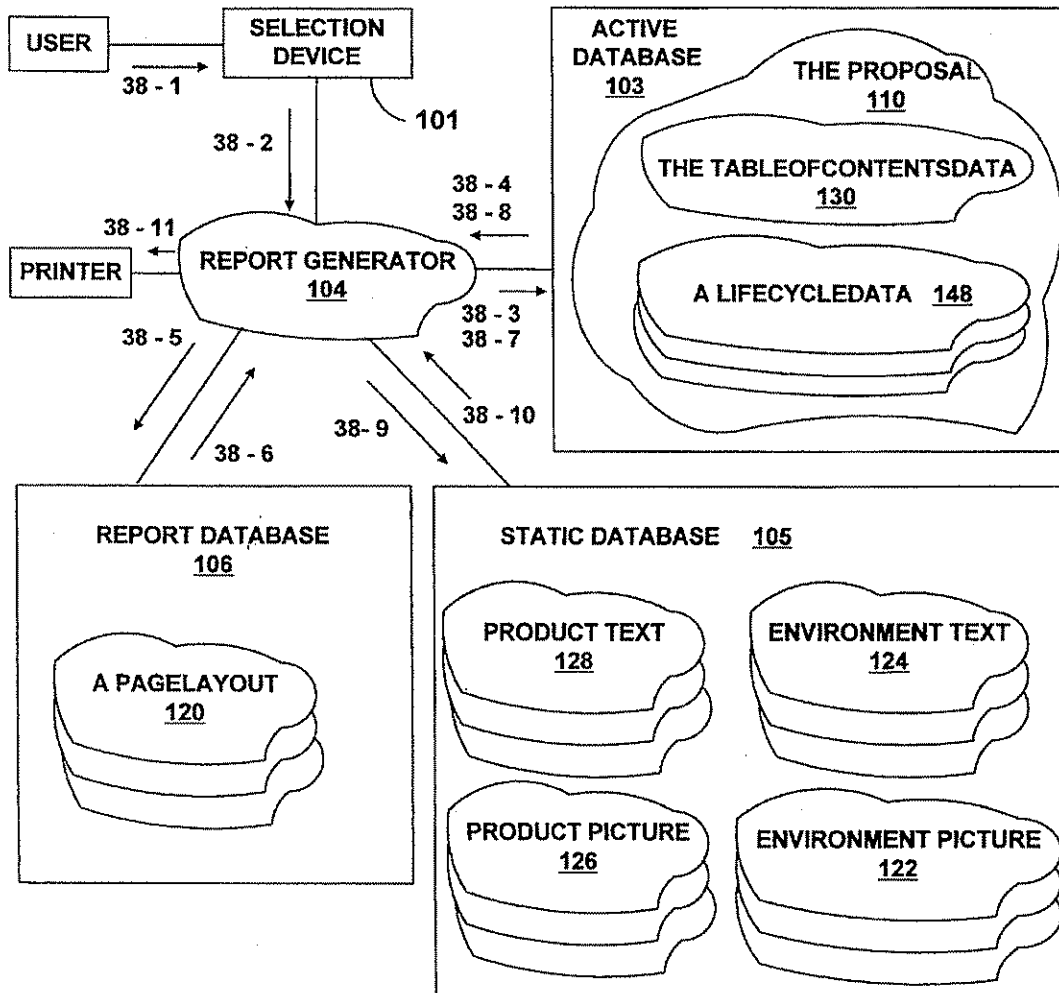 USER
SELECTION
DEVICE
38 - 1
101
38 - 2
ACTIVE
DATABASE
103
THE PROPOSAL
110
THE TABLEOFCONTENTSDATA
130
A LIFECYCLEDATA 148
38 - 4
38 - 8
38 - 11
PRINTER
REPORT GENERATOR
104
38 - 3
38 - 7
38 - 5
38 - 6
38- 9
38 - 10
REPORT DATABASE
106
A PAGELAYOUT
120
STATIC DATABASE 105
PRODUCT TEXT
128
ENVIRONMENT TEXT
124
PRODUCT PICTURE
126
ENVIRONMENT PICTURE
122